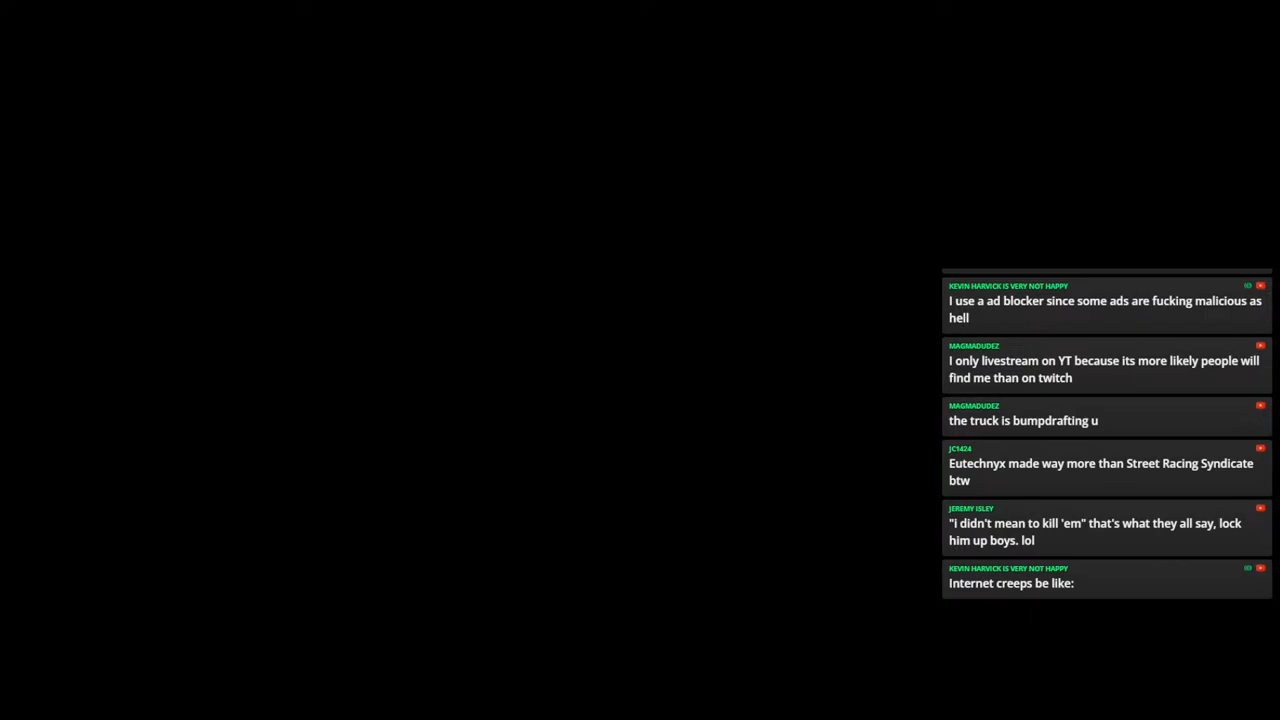 KEVIN HARVICK IS VERY NOT HAPPY
I use a ad blocker since some ads are fucking malicious as
hell
MAGMADUDEZ
I only livestream on YT because its more likely people will
find me than on twitch
MAGMADUDEZ
the truck is bumpdrafting u
JC1424
Eutechnyx made way more than Street Racing Syndicate
btw
JEREMY ISLEY
"i didn't mean to kill 'em" that's what they all say, lock
him up boys. lol
KEVIN HARVICK IS VERY NOT HAPPY
Internet creeps be like: